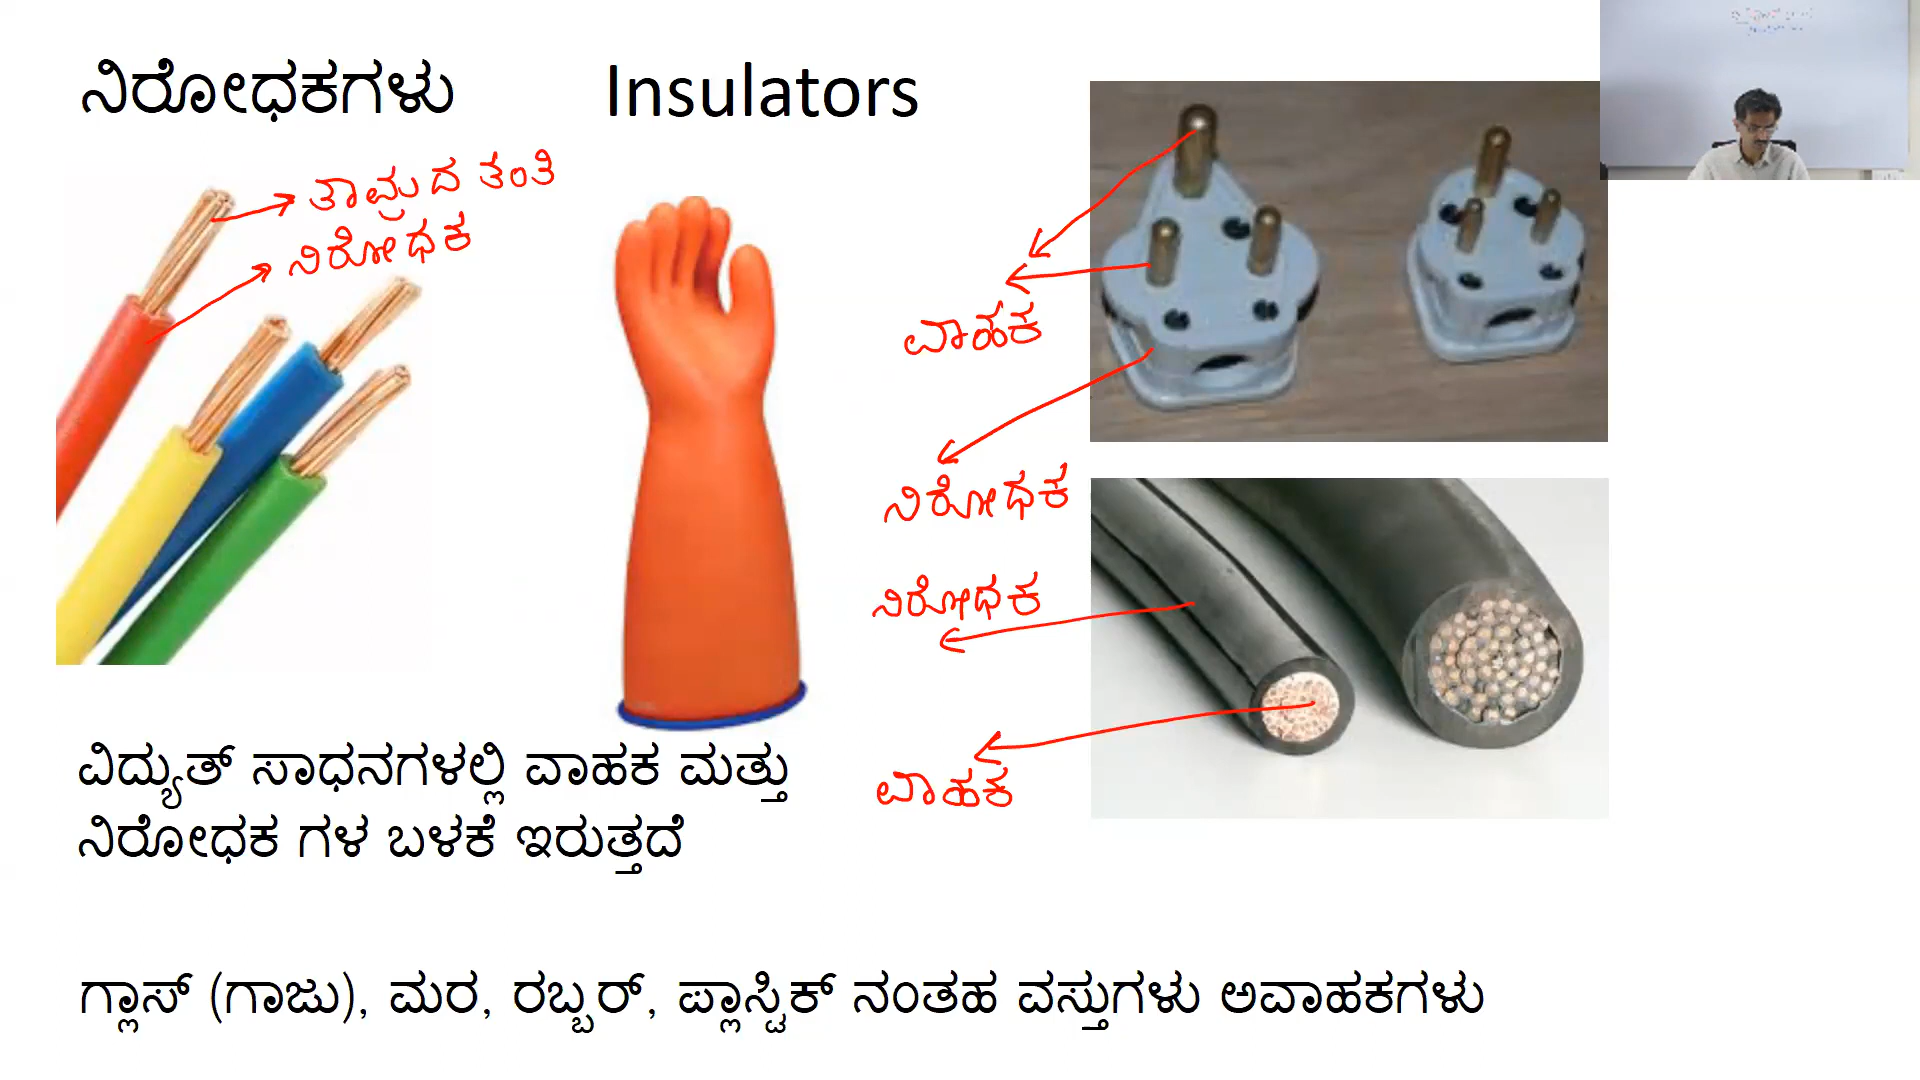 ನಿರೋಧಕಗಳು Insulators
ತಾಮ್ರದ ತಂತಿ
ನಿರೋಧಕ
ವಾಹಕ
ನಿರೋಧಕ
ನಿರೋಧಕ
ವಾಹಕ
ವಿದ್ಯುತ್ ಸಾಧನಗಳಲ್ಲಿ ವಾಹಕ ಮತ್ತು
ನಿರೋಧಕ ಗಳ ಬಳಕೆ ಇರುತ್ತದೆ
ಗ್ಲಾಸ್ (ಗಾಜು), ಮರ, ರಬ್ಬರ್, ಪ್ಲಾಸ್ಟಿಕ್ ನಂತಹ ವಸ್ತುಗಳು ಅವಾಹಕಗಳು